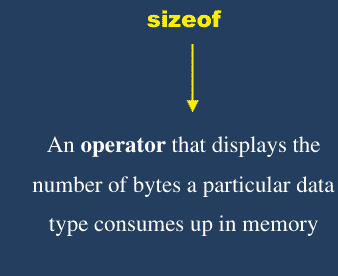 sizeof
An operator that displays the
number of bytes a particular data
type consumes up in memory